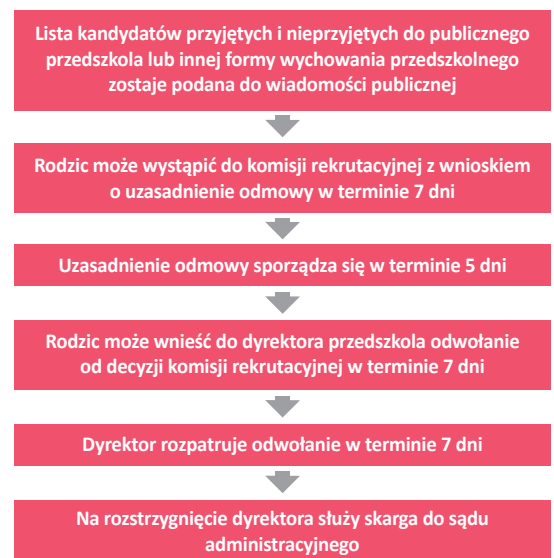 Lista kandydatów przyjętych i nieprzyjętych do publicznego
przedszkola lub innej formy wychowania przedszkolnego
zostaje podana do wiadomości publicznej
Rodzic może wystąpić do komisji rekrutacyjnej z wnioskiem
o uzasadnienie odmowy w terminie 7 dni
Uzasadnienie odmowy sporządza się w terminie 5 dni
Rodzic może wnieść do dyrektora przedszkola odwołanie
od decyzji komisji rekrutacyjnej w terminie 7 dni
Dyrektor rozpatruje odwołanie w terminie 7 dni
Na rozstrzygnięcie dyrektora służy skarga do sądu
administracyjnego